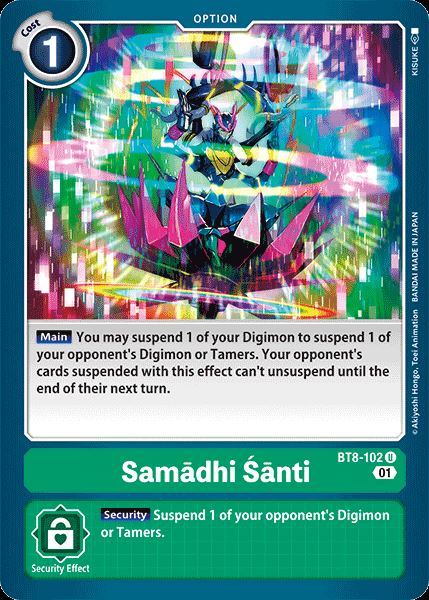 OPTION
Cost
1
KISUKE
BANDAI MADE IN JAPAN
© Akiyoshi Hongo, Toei Animation
Main You may suspend 1 of your Digimon to suspend 1 of
your opponent's Digimon or Tamers. Your opponent's
cards suspended with this effect can't unsuspend until the
end of their next turn.
BT8-102 U
Samādhi Śānti
01
Security Suspend 1 of your opponent's Digimon
or Tamers.
Security Effect